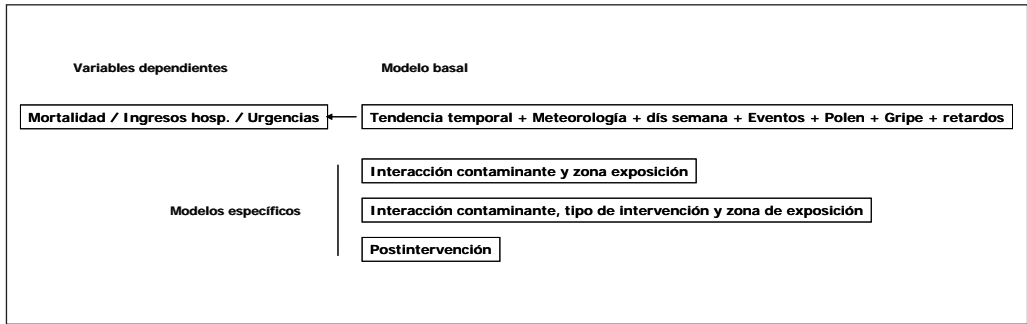 Variables dependientes
Modelo basal
Mortalidad / Ingresos hosp. / Urgencias
Tendencia temporal + Meteorología + dís semana + Eventos + Polen + Gripe + retardos
Interacción contaminante y zona exposición
Modelos específicos
Interacción contaminante, tipo de intervención y zona de exposición
Postintervención